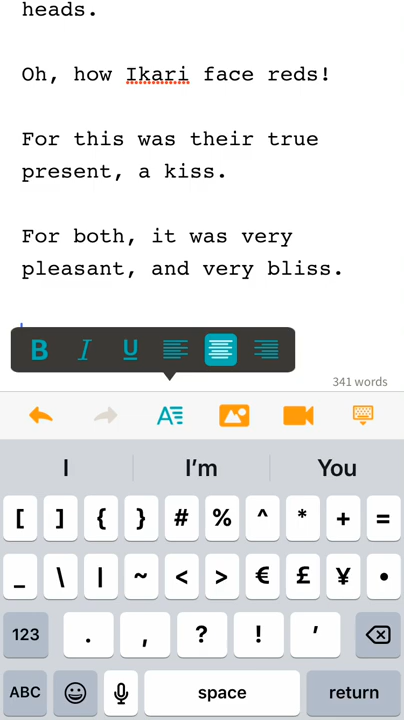 heads.
Oh, how Ikari face reds!
For this was their true
present, a kiss.
For both, it was very
pleasant, and very bliss.
B I U
341 words
I I'm You
[ ] { } # % ^ * + =
_ \ | ~ < > € £ ¥ •
123 . , ? ! '
ABC space return